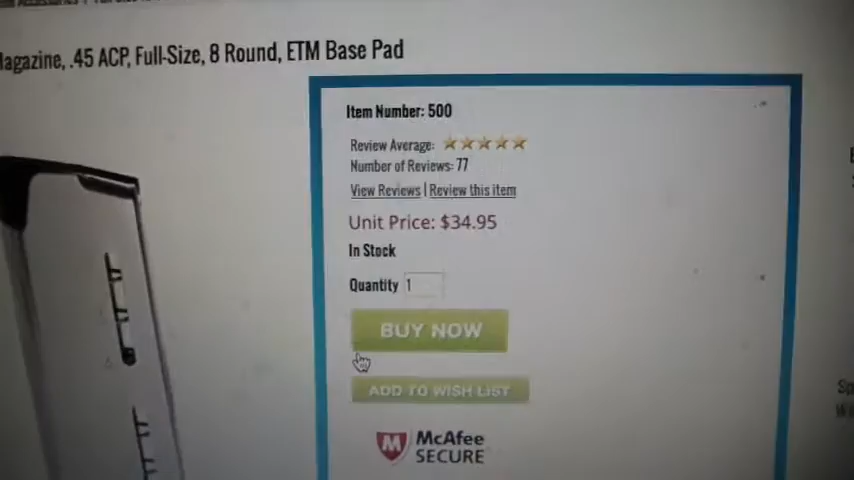 Magazine, .45 ACP, Full-Size, 8 Round, ETM Base Pad
Item Number: 500
Review Average:
Number of Reviews: 77
View Reviews | Review this item
Unit Price: $34.95
In Stock
Quantity 1
BUY NOW
ADD TO WISH LIST
McAfee
SECURE